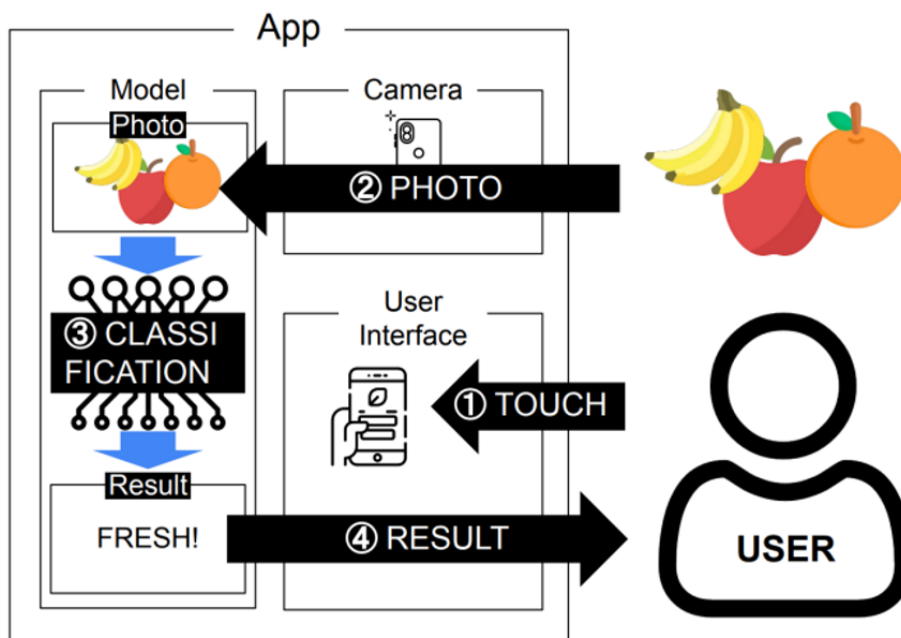 App
Model
Photo
Camera
② PHOTO
③ CLASSI
FICATION
User
Interface
① TOUCH
Result
FRESH!
④ RESULT
USER